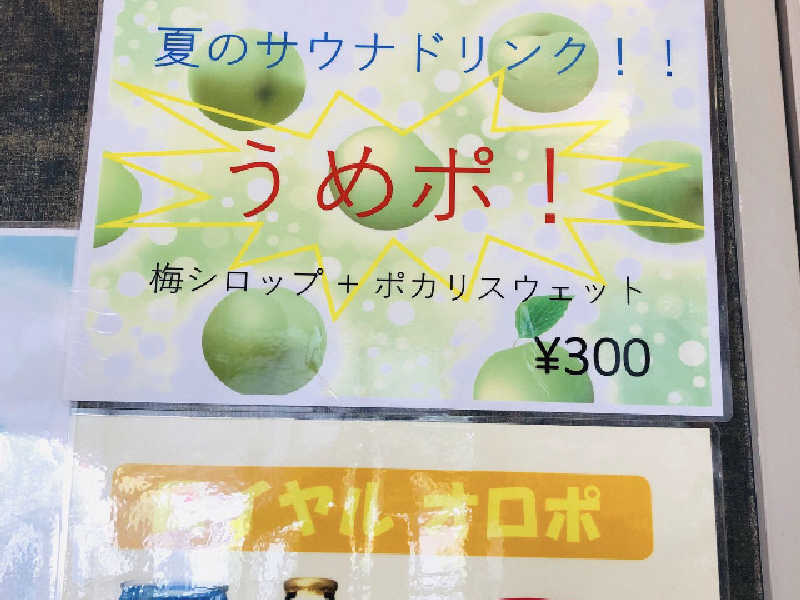 夏のサウナドリンク！！
うめポ！
梅シロップ + ポカリスウェット
¥300
イヤル オロポ